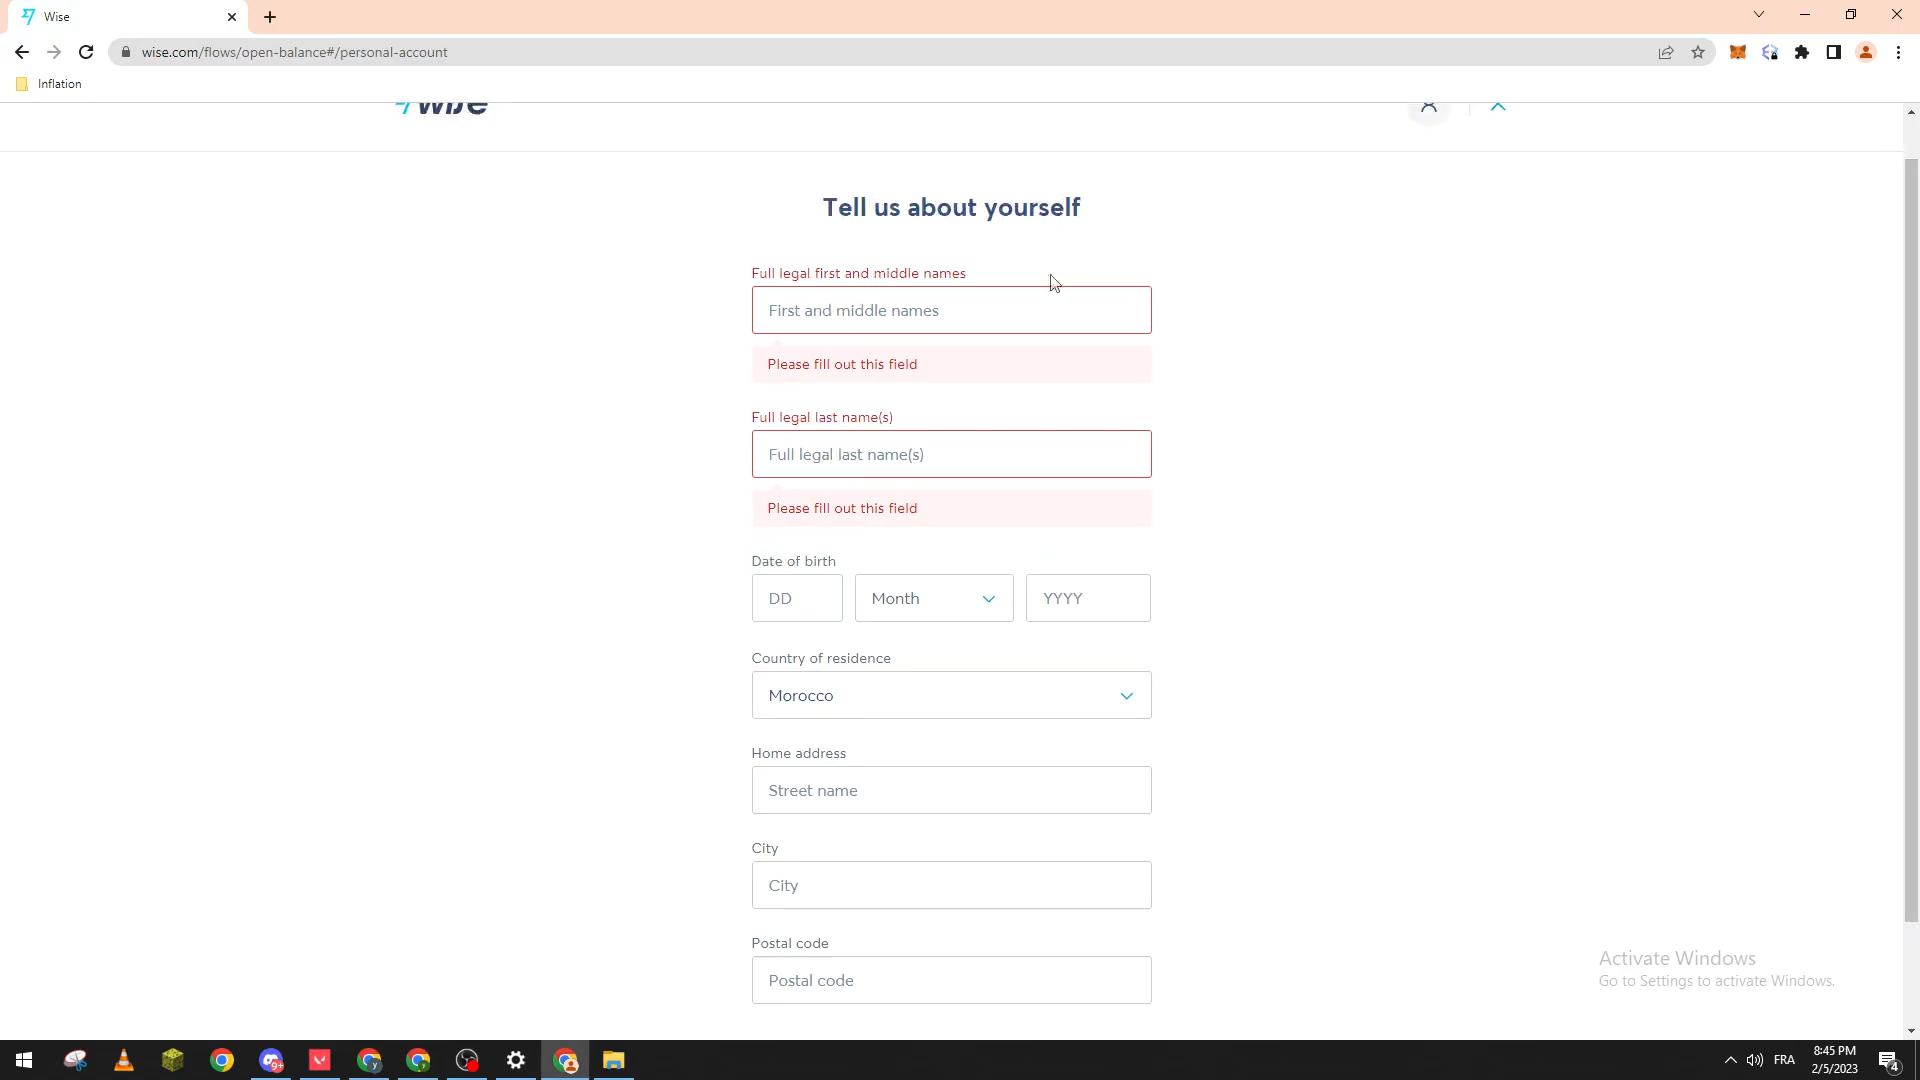 Wise
wise.com/flows/open-balance#/personal-account
Inflation
wise
Tell us about yourself
Full legal first and middle names
First and middle names
Please fill out this field
Full legal last name(s)
Full legal last name(s)
Please fill out this field
Date of birth
DD
Month
YYYY
Country of residence
Morocco
Home address
Street name
City
City
Postal code
Postal code
Activate Windows
Go to Settings to activate Windows.
9+
y
y
FRA
8:45 PM
2/5/2023
4